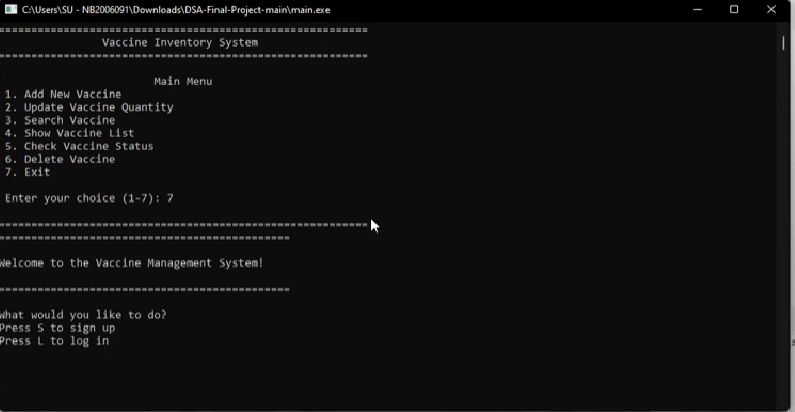 C:\Users\SU - NB2006091\Downloads\DSA-Final-Project-main\main.exe
==========================================================
Vaccine Inventory System
==========================================================
Main Menu
1. Add New Vaccine
2. Update Vaccine Quantity
3. Search Vaccine
4. Show Vaccine List
5. Check Vaccine Status
6. Delete Vaccine
7. Exit
Enter your choice (1-7): 7
==========================================================
==============================================
Welcome to the Vaccine Management System!
==============================================
What would you like to do?
Press S to sign up
Press L to log in